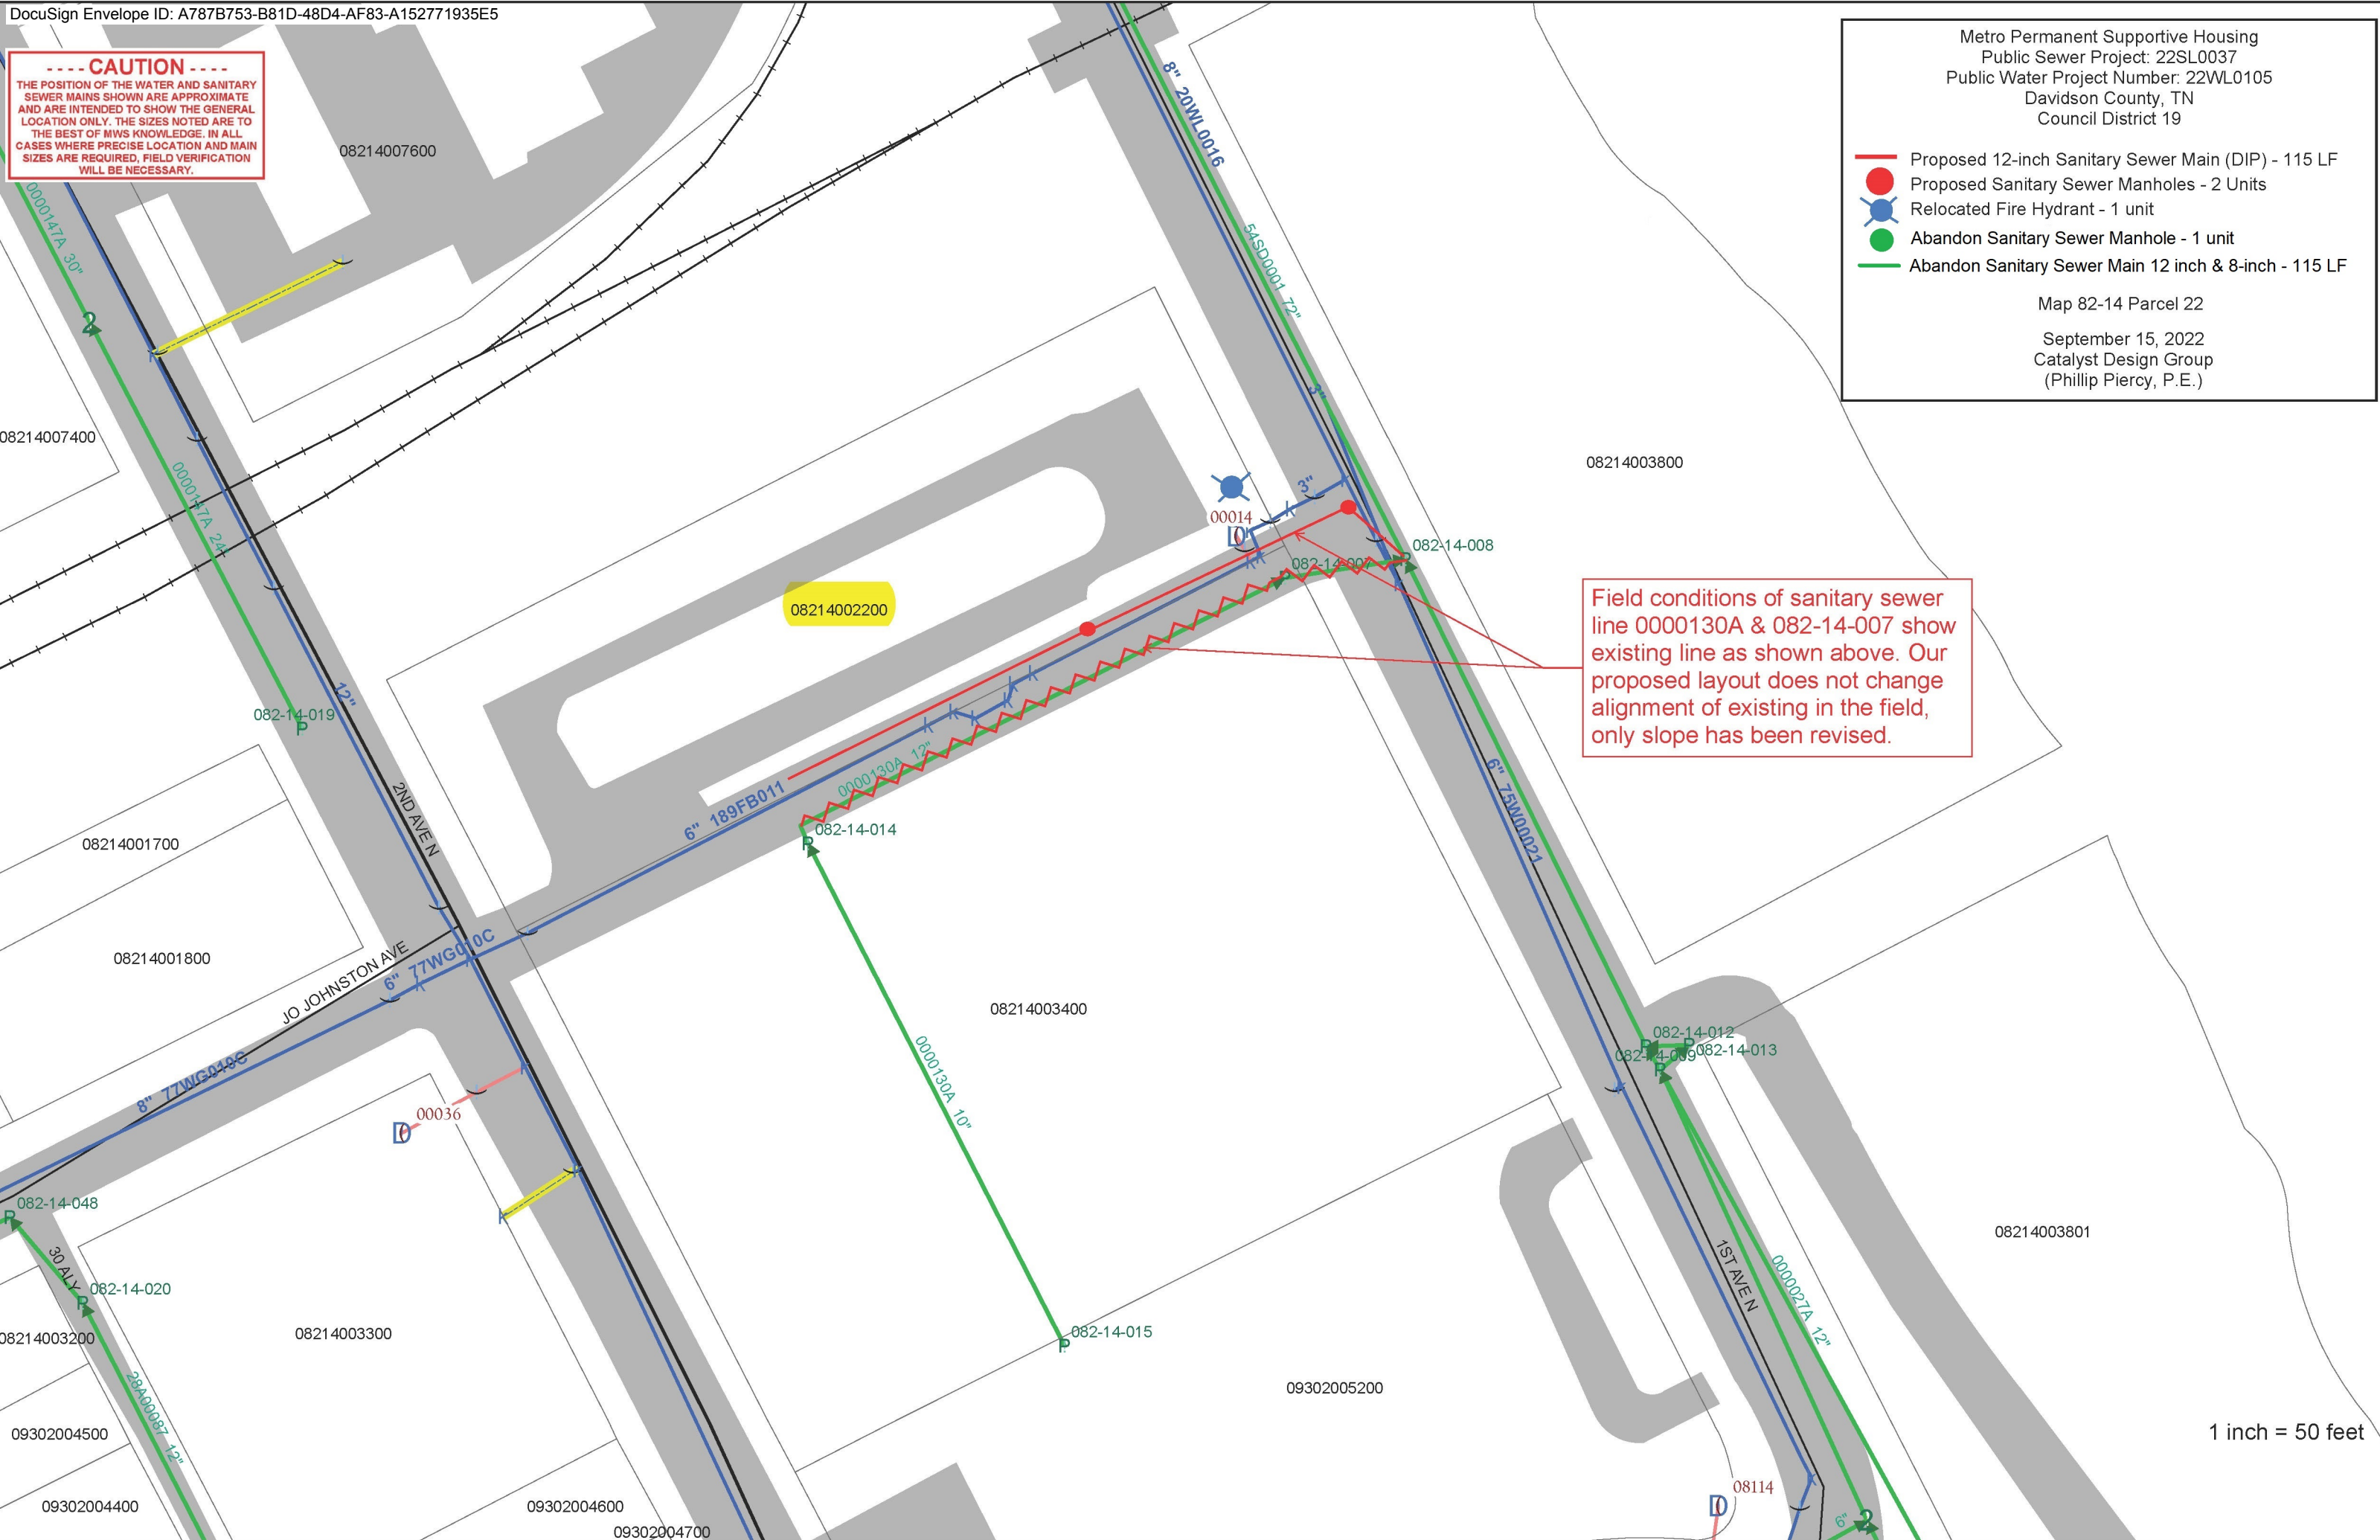 DocuSign Envelope ID: A787B753-B81D-48D4-AF83-A152771935E5
- - - - CAUTION - - - -
THE POSITION OF THE WATER AND SANITARY
SEWER MAINS SHOWN ARE APPROXIMATE
AND ARE INTENDED TO SHOW THE GENERAL
LOCATION ONLY. THE SIZES NOTED ARE TO
THE BEST OF MWS KNOWLEDGE. IN ALL
CASES WHERE PRECISE LOCATION AND MAIN
SIZES ARE REQUIRED, FIELD VERIFICATION
WILL BE NECESSARY.
Metro Permanent Supportive Housing
Public Sewer Project: 22SL0037
Public Water Project Number: 22WL0105
Davidson County, TN
Council District 19
Proposed 12-inch Sanitary Sewer Main (DIP) - 115 LF
Proposed Sanitary Sewer Manholes - 2 Units
Relocated Fire Hydrant - 1 unit
Abandon Sanitary Sewer Manhole - 1 unit
Abandon Sanitary Sewer Main 12 inch & 8-inch - 115 LF
Map 82-14 Parcel 22
September 15, 2022
Catalyst Design Group
(Phillip Piercy, P.E.)
8" 20WL0016
08214007600
0000147A 30"
54SD0001 72"
2
3"
08214007400
08214003800
0000147A 24"
3"
00014
D
082-14-007
082-14-008
P
08214002200
Field conditions of sanitary sewer
line 0000130A & 082-14-007 show
existing line as shown above. Our
proposed layout does not change
alignment of existing in the field,
only slope has been revised.
082-14-019
P
12"
0000130A 12"
6" 189FB011
6" 75W00021
2ND AVE N
082-14-014
P
08214001700
08214001800
6" 77WG010C
JO JOHNSTON AVE
08214003400
8" 77WG010C
0000130A 10"
082-14-012
082-14-009
082-14-013
P
P
P
00036
D
082-14-048
P
30 ALY
082-14-020
P
08214003801
1ST AVE N
0000027A 12"
08214003200
08214003300
082-14-015
P
28A00087 12"
09302005200
09302004500
1 inch = 50 feet
08114
D
09302004400
09302004600
09302004700
6"
2